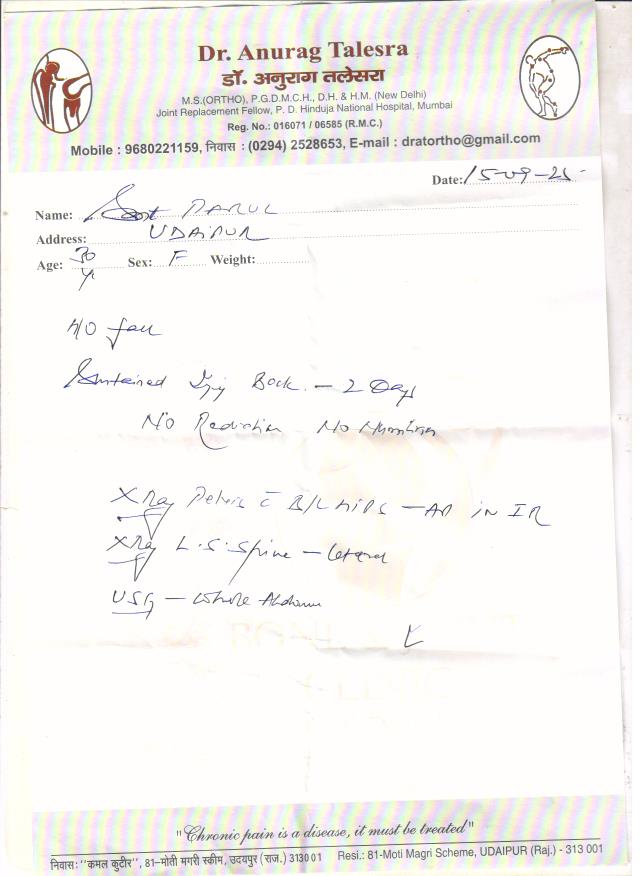 Dr. Anurag Talesra
डॉ. अनुराग तलेसरा
M.S.(ORTHO), P.G.D.M.C.H., D.H. & H.M. (New Delhi)
Joint Replacement Fellow, P. D. Hinduja National Hospital, Mumbai
Reg. No.: 016071 / 06585 (R.M.C.)
Mobile : 9680221159, निवास : (0294) 2528653, E-mail : dratortho@gmail.com
Date: 15-09-25
Name: PARUL
Address: UDAIPUR
Age: 30 Y Sex: F Weight:
H/O fall
Sustained Injury Back - 2 Days
No Radiation No Numbness
X Ray Pelvis c̄ B/L HIPS - AP in IR
X Ray L.S. Spine - Lateral
USG - Whole Abdomen
"Chronic pain is a disease, it must be treated"
निवास: "कमल कुटीर", 81-मोती मगरी स्कीम, उदयपुर (राज.) 313001 Resi.: 81-Moti Magri Scheme, UDAIPUR (Raj.) - 313 001